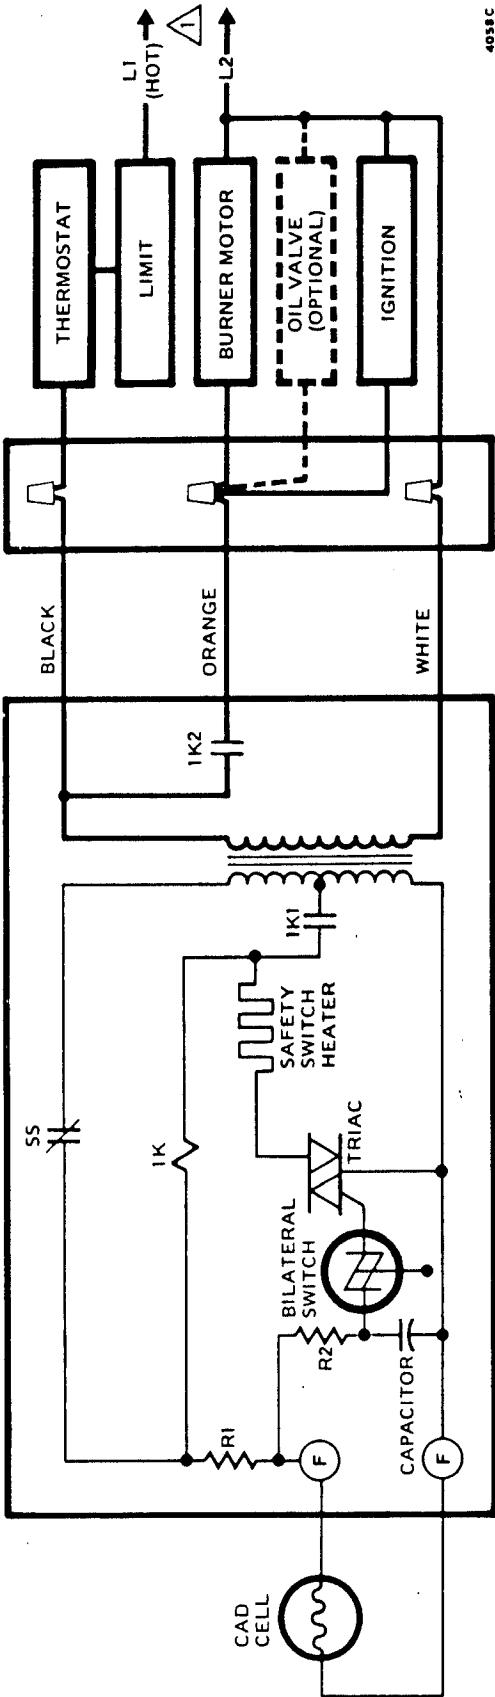 THERMOSTAT
LIMIT
BURNER MOTOR
OIL VALVE
(OPTIONAL)
IGNITION
L1
(HOT)
1
L2
BLACK
ORANGE
WHITE
1K2
1K1
SS
1K
SAFETY
SWITCH
HEATER
TRIAC
BILATERAL
SWITCH
R1
R2
CAPACITOR
F
F
CAD
CELL
4058C